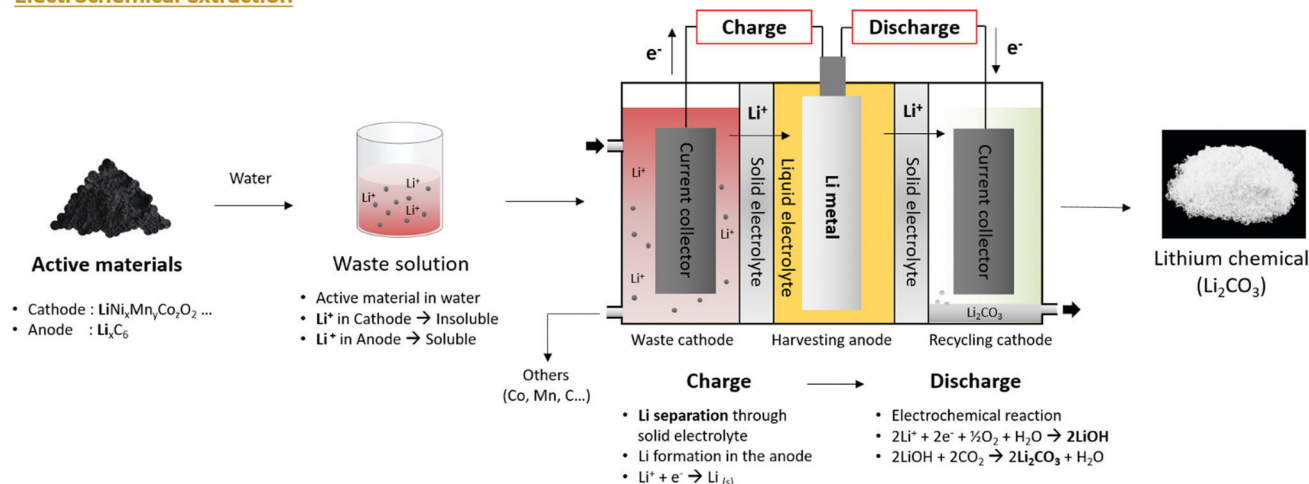 Electrochemical extraction
Charge
Discharge
e⁻
e⁻
Li⁺
Li⁺
Water
Li⁺
Li⁺
Li⁺
Li⁺
Li⁺
Li⁺
Current collector
Solid electrolyte
Liquid electrolyte
Li metal
Solid electrolyte
Current collector
Li₂CO₃
Active materials
• Cathode : LiNiₓMnᵧCo₂O₂ ...
• Anode : LiₓC₆
Waste solution
• Active material in water
• Li⁺ in Cathode → Insoluble
• Li⁺ in Anode → Soluble
Others
(Co, Mn, C...)
Waste cathode
Harvesting anode
Recycling cathode
Lithium chemical
(Li₂CO₃)
Charge
• Li separation through
solid electrolyte
• Li formation in the anode
• Li⁺ + e⁻ → Li (s)
Discharge
• Electrochemical reaction
• 2Li⁺ + 2e⁻ + ½O₂ + H₂O → 2LiOH
• 2LiOH + 2CO₂ → 2Li₂CO₃ + H₂O